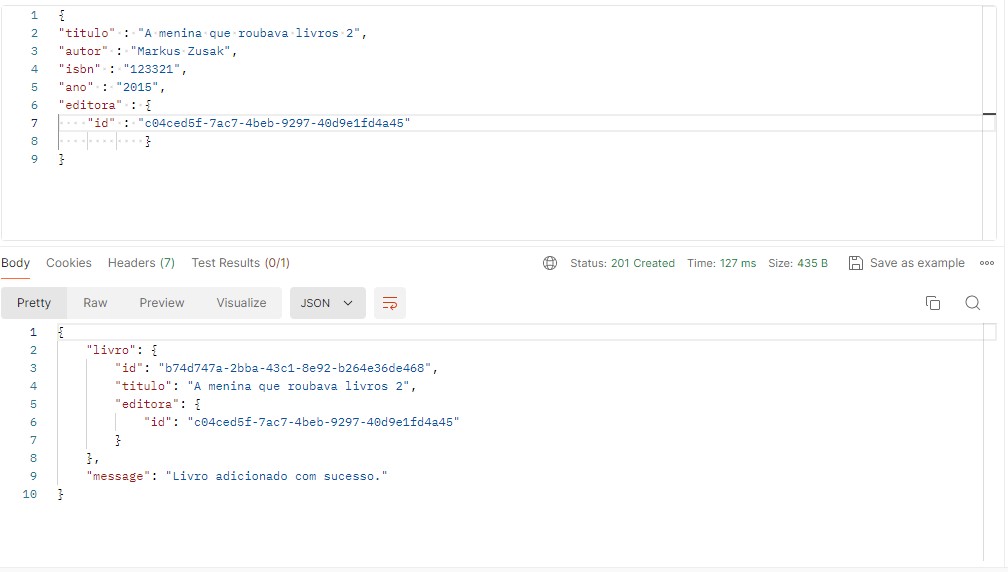 1 {
2 "titulo" : "A menina que roubava livros 2",
3 "autor" : "Markus Zusak",
4 "isbn" : "123321",
5 "ano" : "2015",
6 "editora" : {
7 "id" : "c04ced5f-7ac7-4beb-9297-40d9e1fd4a45"
8 }
9 }
Body Cookies Headers (7) Test Results (0/1) Status: 201 Created Time: 127 ms Size: 435 B Save as example
Pretty Raw Preview Visualize JSON
1 {
2 "livro": {
3 "id": "b74d747a-2bba-43c1-8e92-b264e36de468",
4 "titulo": "A menina que roubava livros 2",
5 "editora": {
6 "id": "c04ced5f-7ac7-4beb-9297-40d9e1fd4a45"
7 }
8 },
9 "message": "Livro adicionado com sucesso."
10 }